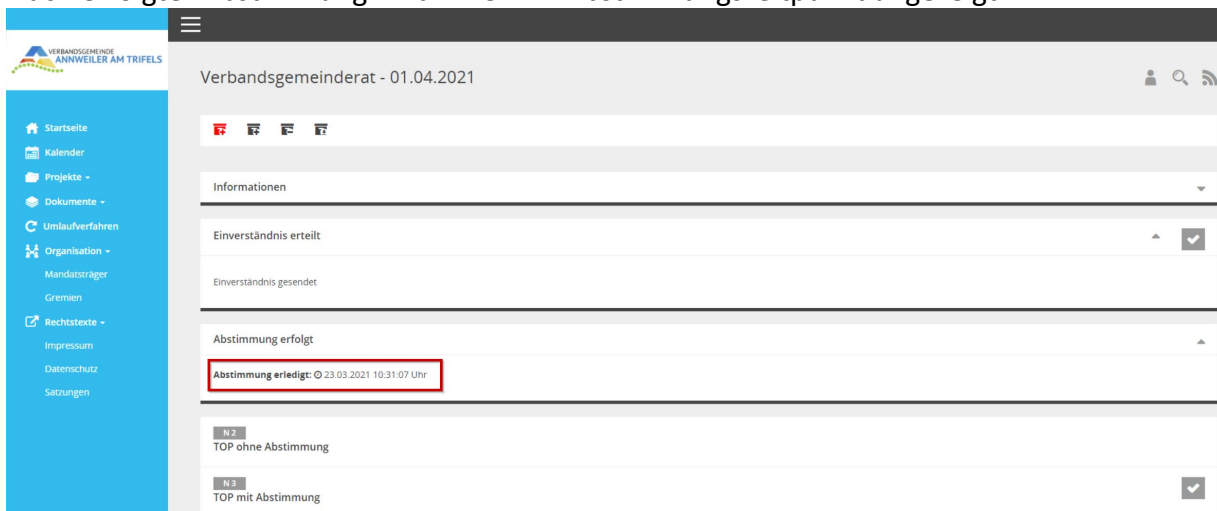 VERBANDSGEMEINDE
ANNWEILER AM TRIFELS
Startseite
Kalender
Projekte
Dokumente
Umlaufverfahren
Organisation
Mandatsträger
Gremien
Rechtstexte
Impressum
Datenschutz
Satzungen
Verbandsgemeinderat - 01.04.2021
Informationen
Einverständnis erteilt
Einverständnis gesendet
Abstimmung erfolgt
Abstimmung erledigt: 23.03.2021 10:31:07 Uhr
N 2
TOP ohne Abstimmung
N 3
TOP mit Abstimmung